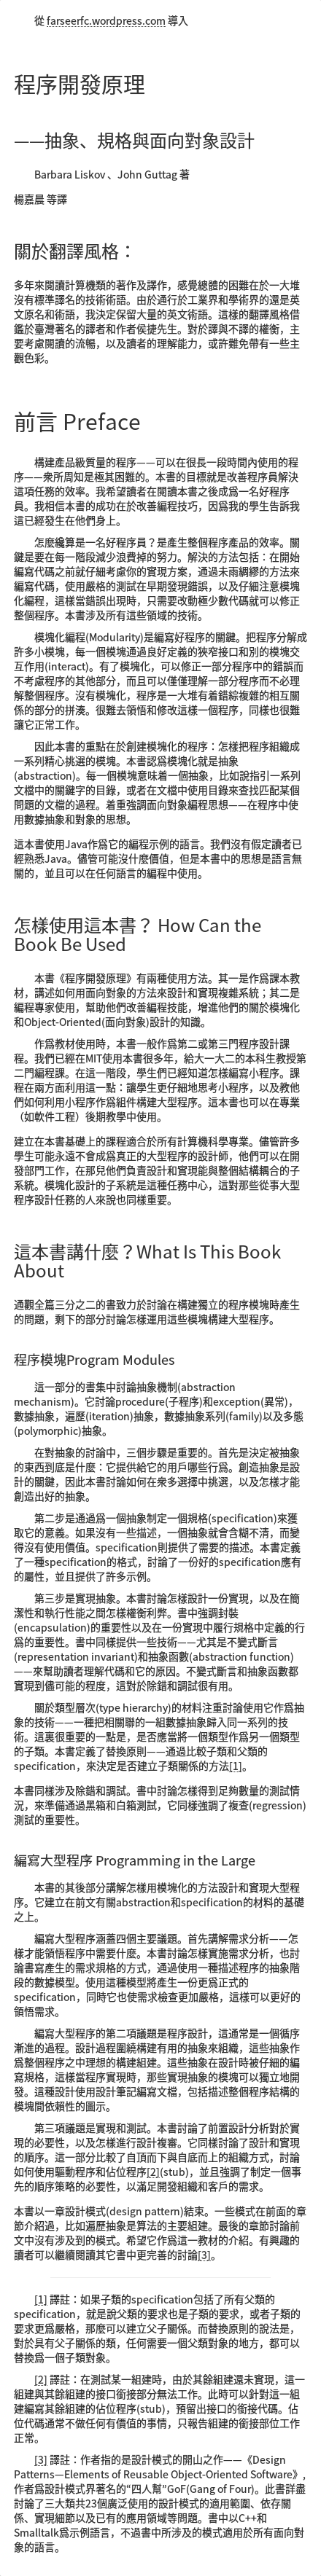 從 farseerfc.wordpress.com 導入
程序開發原理
——抽象、規格與面向對象設計
Barbara Liskov 、John Guttag 著
楊嘉晨 等譯
關於翻譯風格：
多年來閱讀計算機類的著作及譯作，感覺總體的困難在於一大堆
沒有標準譯名的技術術語。由於通行於工業界和學術界的還是英
文原名和術語，我決定保留大量的英文術語。這樣的翻譯風格借
鑑於臺灣著名的譯者和作者侯捷先生。對於譯與不譯的權衡，主
要考慮閱讀的流暢，以及讀者的理解能力，或許難免帶有一些主
觀色彩。
前言 Preface
構建產品級質量的程序——可以在很長一段時間內使用的程
序——衆所周知是極其困難的。本書的目標就是改善程序員解決
這項任務的效率。我希望讀者在閱讀本書之後成爲一名好程序
員。我相信本書的成功在於改善編程技巧，因爲我的學生告訴我
這已經發生在他們身上。
怎麼纔算是一名好程序員？是產生整個程序產品的效率。關
鍵是要在每一階段減少浪費掉的努力。解決的方法包括：在開始
編寫代碼之前就仔細考慮你的實現方案，通過未雨綢繆的方法來
編寫代碼，使用嚴格的測試在早期發現錯誤，以及仔細注意模塊
化編程，這樣當錯誤出現時，只需要改動極少數代碼就可以修正
整個程序。本書涉及所有這些領域的技術。
模塊化編程(Modularity)是編寫好程序的關鍵。把程序分解成
許多小模塊，每一個模塊通過良好定義的狹窄接口和別的模塊交
互作用(interact)。有了模塊化，可以修正一部分程序中的錯誤而
不考慮程序的其他部分，而且可以僅僅理解一部分程序而不必理
解整個程序。沒有模塊化，程序是一大堆有着錯綜複雜的相互關
係的部分的拼湊。很難去領悟和修改這樣一個程序，同樣也很難
讓它正常工作。
因此本書的重點在於創建模塊化的程序：怎樣把程序組織成
一系列精心挑選的模塊。本書認爲模塊化就是抽象
(abstraction)。每一個模塊意味着一個抽象，比如說指引一系列
文檔中的關鍵字的目錄，或者在文檔中使用目錄來查找匹配某個
問題的文檔的過程。着重強調面向對象編程思想——在程序中使
用數據抽象和對象的思想。
這本書使用Java作爲它的編程示例的語言。我們沒有假定讀者已
經熟悉Java。儘管可能沒什麼價值，但是本書中的思想是語言無
關的，並且可以在任何語言的編程中使用。
怎樣使用這本書？ How Can the
Book Be Used
本書《程序開發原理》有兩種使用方法。其一是作爲課本教
材，講述如何用面向對象的方法來設計和實現複雜系統；其二是
編程專家使用，幫助他們改善編程技能，增進他們的關於模塊化
和Object-Oriented(面向對象)設計的知識。
作爲教材使用時，本書一般作爲第二或第三門程序設計課
程。我們已經在MIT使用本書很多年，給大一大二的本科生教授第
二門編程課。在這一階段，學生們已經知道怎樣編寫小程序。課
程在兩方面利用這一點：讓學生更仔細地思考小程序，以及教他
們如何利用小程序作爲組件構建大型程序。這本書也可以在專業
（如軟件工程）後期教學中使用。
建立在本書基礎上的課程適合於所有計算機科學專業。儘管許多
學生可能永遠不會成爲真正的大型程序的設計師，他們可以在開
發部門工作，在那兒他們負責設計和實現能與整個結構耦合的子
系統。模塊化設計的子系統是這種任務中心，這對那些從事大型
程序設計任務的人來說也同樣重要。
這本書講什麼？What Is This Book
About
通觀全篇三分之二的書致力於討論在構建獨立的程序模塊時產生
的問題，剩下的部分討論怎樣運用這些模塊構建大型程序。
程序模塊Program Modules
這一部分的書集中討論抽象機制(abstraction
mechanism)。它討論procedure(子程序)和exception(異常)，
數據抽象，遍歷(iteration)抽象，數據抽象系列(family)以及多態
(polymorphic)抽象。
在對抽象的討論中，三個步驟是重要的。首先是決定被抽象
的東西到底是什麼：它提供給它的用戶哪些行爲。創造抽象是設
計的關鍵，因此本書討論如何在衆多選擇中挑選，以及怎樣才能
創造出好的抽象。
第二步是通過爲一個抽象制定一個規格(specification)來獲
取它的意義。如果沒有一些描述，一個抽象就會含糊不清，而變
得沒有使用價值。specification則提供了需要的描述。本書定義
了一種specification的格式，討論了一份好的specification應有
的屬性，並且提供了許多示例。
第三步是實現抽象。本書討論怎樣設計一份實現，以及在簡
潔性和執行性能之間怎樣權衡利弊。書中強調封裝
(encapsulation)的重要性以及在一份實現中履行規格中定義的行
爲的重要性。書中同樣提供一些技術——尤其是不變式斷言
(representation invariant)和抽象函數(abstraction function)
——來幫助讀者理解代碼和它的原因。不變式斷言和抽象函數都
實現到儘可能的程度，這對於除錯和調試很有用。
關於類型層次(type hierarchy)的材料注重討論使用它作爲抽
象的技術——一種把相關聯的一組數據抽象歸入同一系列的技
術。這裏很重要的一點是，是否應當將一個類型作爲另一個類型
的子類。本書定義了替換原則——通過比較子類和父類的
specification，來決定是否建立子類關係的方法[1]。
本書同樣涉及除錯和調試。書中討論怎樣得到足夠數量的測試情
況，來準備通過黑箱和白箱測試，它同樣強調了複查(regression)
測試的重要性。
編寫大型程序 Programming in the Large
本書的其後部分講解怎樣用模塊化的方法設計和實現大型程
序。它建立在前文有關abstraction和specification的材料的基礎
之上。
編寫大型程序涵蓋四個主要議題。首先講解需求分析——怎
樣才能領悟程序中需要什麼。本書討論怎樣實施需求分析，也討
論書寫產生的需求規格的方式，通過使用一種描述程序的抽象階
段的數據模型。使用這種模型將產生一份更爲正式的
specification，同時它也使需求檢查更加嚴格，這樣可以更好的
領悟需求。
編寫大型程序的第二項議題是程序設計，這通常是一個循序
漸進的過程。設計過程圍繞構建有用的抽象來組織，這些抽象作
爲整個程序之中理想的構建組建。這些抽象在設計時被仔細的編
寫規格，這樣當程序實現時，那些實現抽象的模塊可以獨立地開
發。這種設計使用設計筆記編寫文檔，包括描述整個程序結構的
模塊間依賴性的圖示。
第三項議題是實現和測試。本書討論了前置設計分析對於實
現的必要性，以及怎樣進行設計複審。它同樣討論了設計和實現
的順序。這一部分比較了自頂而下與自底而上的組織方式，討論
如何使用驅動程序和佔位程序[2](stub)，並且強調了制定一個事
先的順序策略的必要性，以滿足開發組織和客戶的需求。
本書以一章設計模式(design pattern)結束。一些模式在前面的章
節介紹過，比如遍歷抽象是算法的主要組建。最後的章節討論前
文中沒有涉及到的模式。希望它作爲這一教材的介紹。有興趣的
讀者可以繼續閱讀其它書中更完善的討論[3]。
[1] 譯註：如果子類的specification包括了所有父類的
specification，就是說父類的要求也是子類的要求，或者子類的
要求更爲嚴格，那麼可以建立父子關係。而替換原則的說法是，
對於具有父子關係的類，任何需要一個父類對象的地方，都可以
替換爲一個子類對象。
[2] 譯註：在測試某一組建時，由於其餘組建還未實現，這一
組建與其餘組建的接口銜接部分無法工作。此時可以針對這一組
建編寫其餘組建的佔位程序(stub)，預留出接口的銜接代碼。佔
位代碼通常不做任何有價值的事情，只報告組建的銜接部位工作
正常。
[3] 譯註：作者指的是設計模式的開山之作——《Design
Patterns—Elements of Reusable Object-Oriented Software》,
作者爲設計模式界著名的“四人幫”GoF(Gang of Four)。此書詳盡
討論了三大類共23個廣泛使用的設計模式的適用範圍、依存關
係、實現細節以及已有的應用領域等問題。書中以C++和
Smalltalk爲示例語言，不過書中所涉及的模式適用於所有面向對
象的語言。